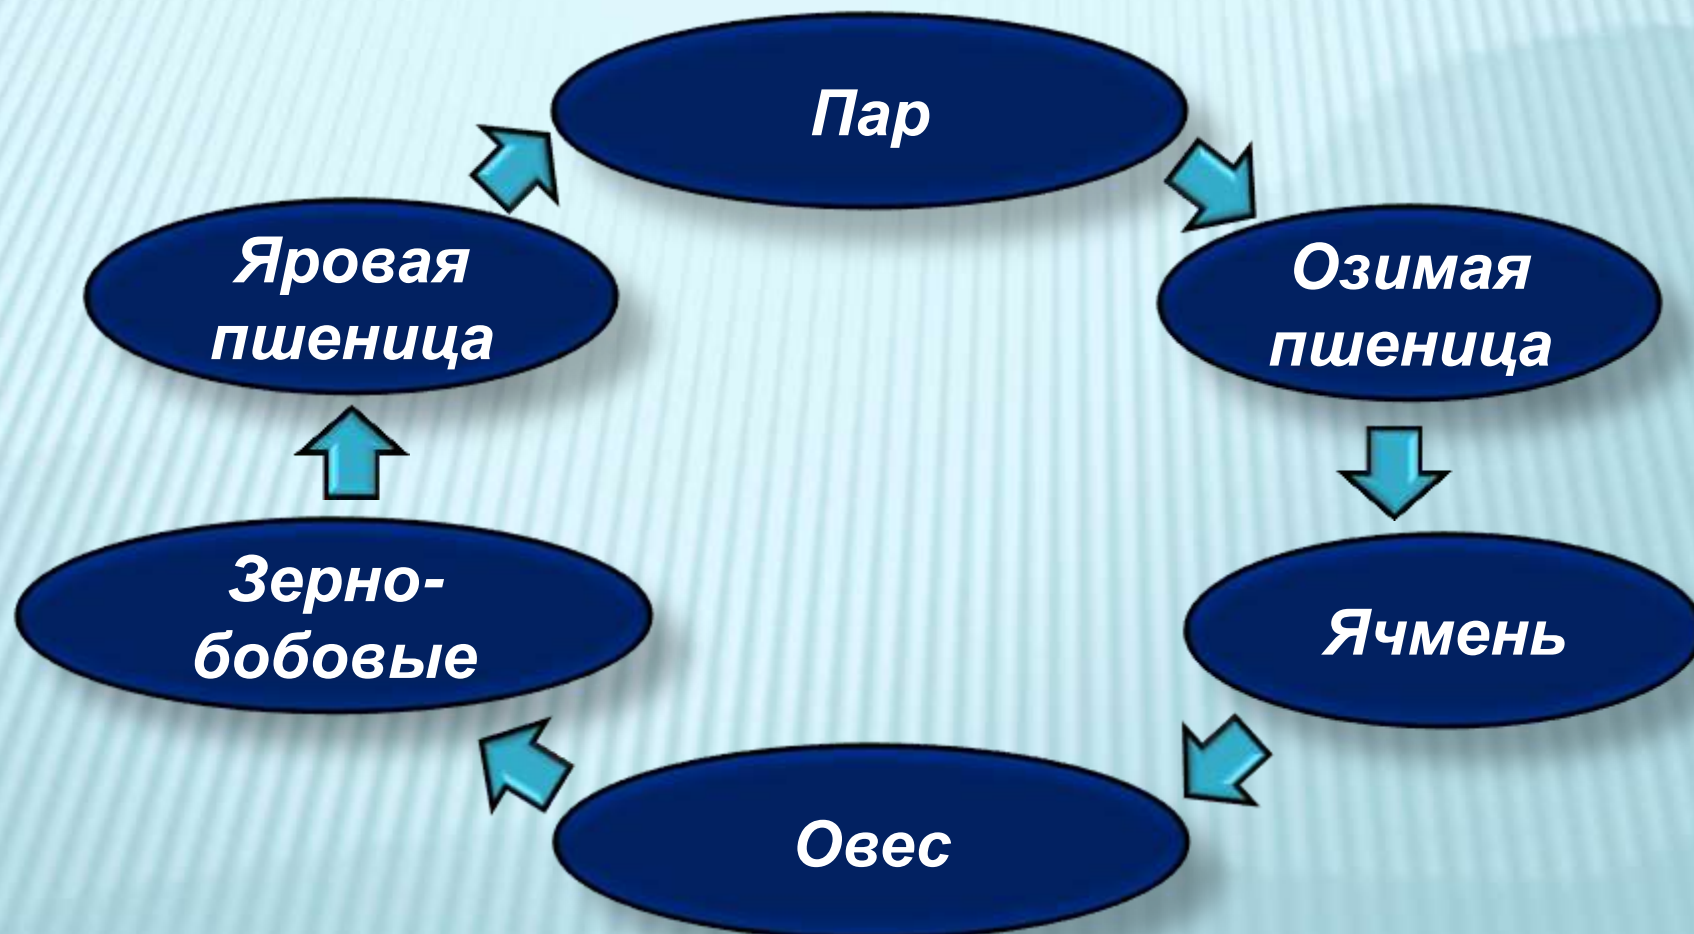 Пар
Озимая
пшеница
Ячмень
Овес
Зерно-
бобовые
Яровая
пшеница